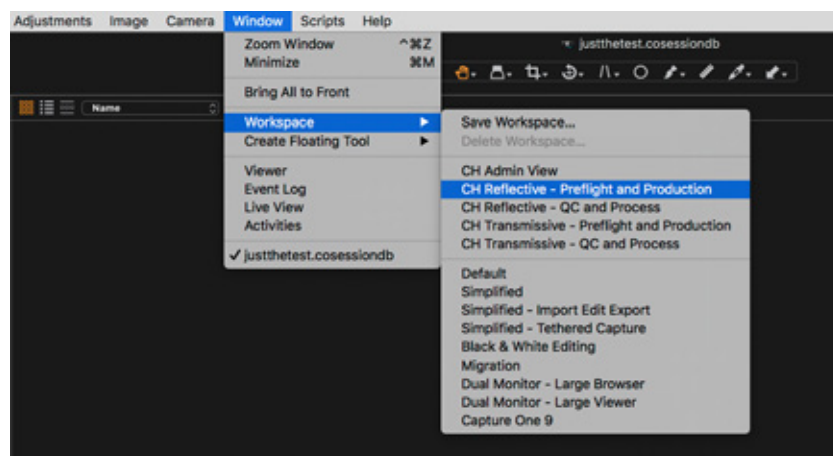 Adjustments Image Camera Window Scripts Help
justthetest.cosessiondb
Name
Zoom Window ^⌘Z
Minimize ⌘M
Bring All to Front
Workspace
Create Floating Tool
Viewer
Event Log
Live View
Activities
✓ justthetest.cosessiondb
Save Workspace...
Delete Workspace...
CH Admin View
CH Reflective - Preflight and Production
CH Reflective - QC and Process
CH Transmissive - Preflight and Production
CH Transmissive - QC and Process
Default
Simplified
Simplified - Import Edit Export
Simplified - Tethered Capture
Black & White Editing
Migration
Dual Monitor - Large Browser
Dual Monitor - Large Viewer
Capture One 9